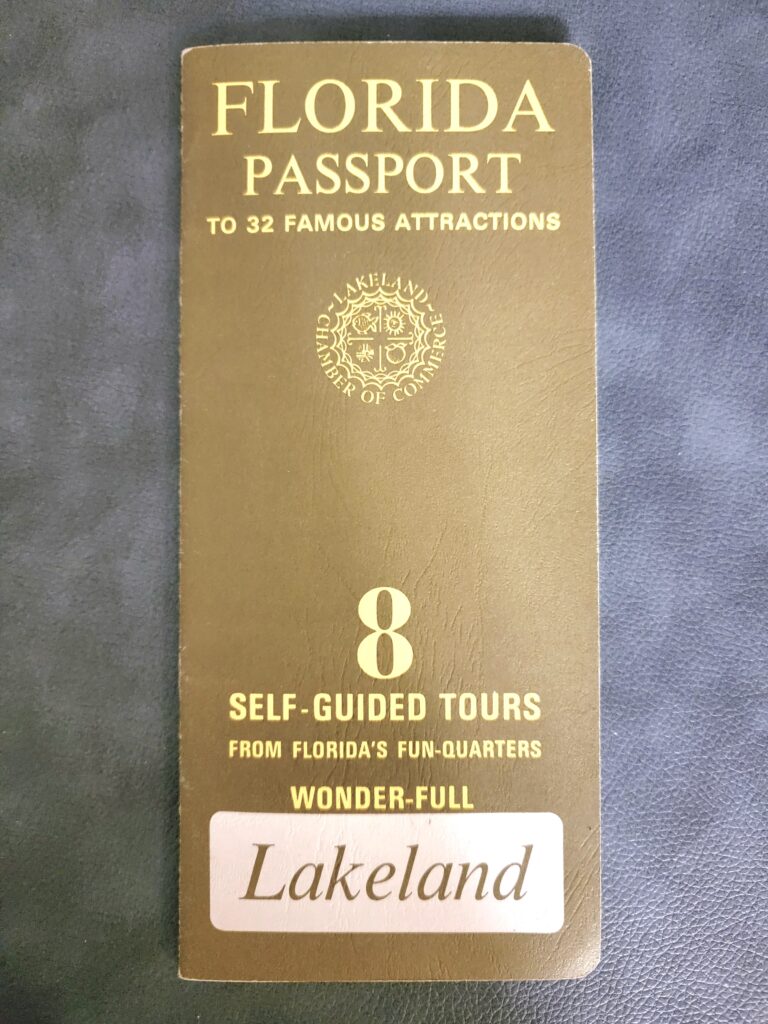 FLORIDA
PASSPORT
TO 32 FAMOUS ATTRACTIONS
- LAKELAND -
CHAMBER OF COMMERCE
8
SELF-GUIDED TOURS
FROM FLORIDA'S FUN-QUARTERS
WONDER-FULL
Lakeland